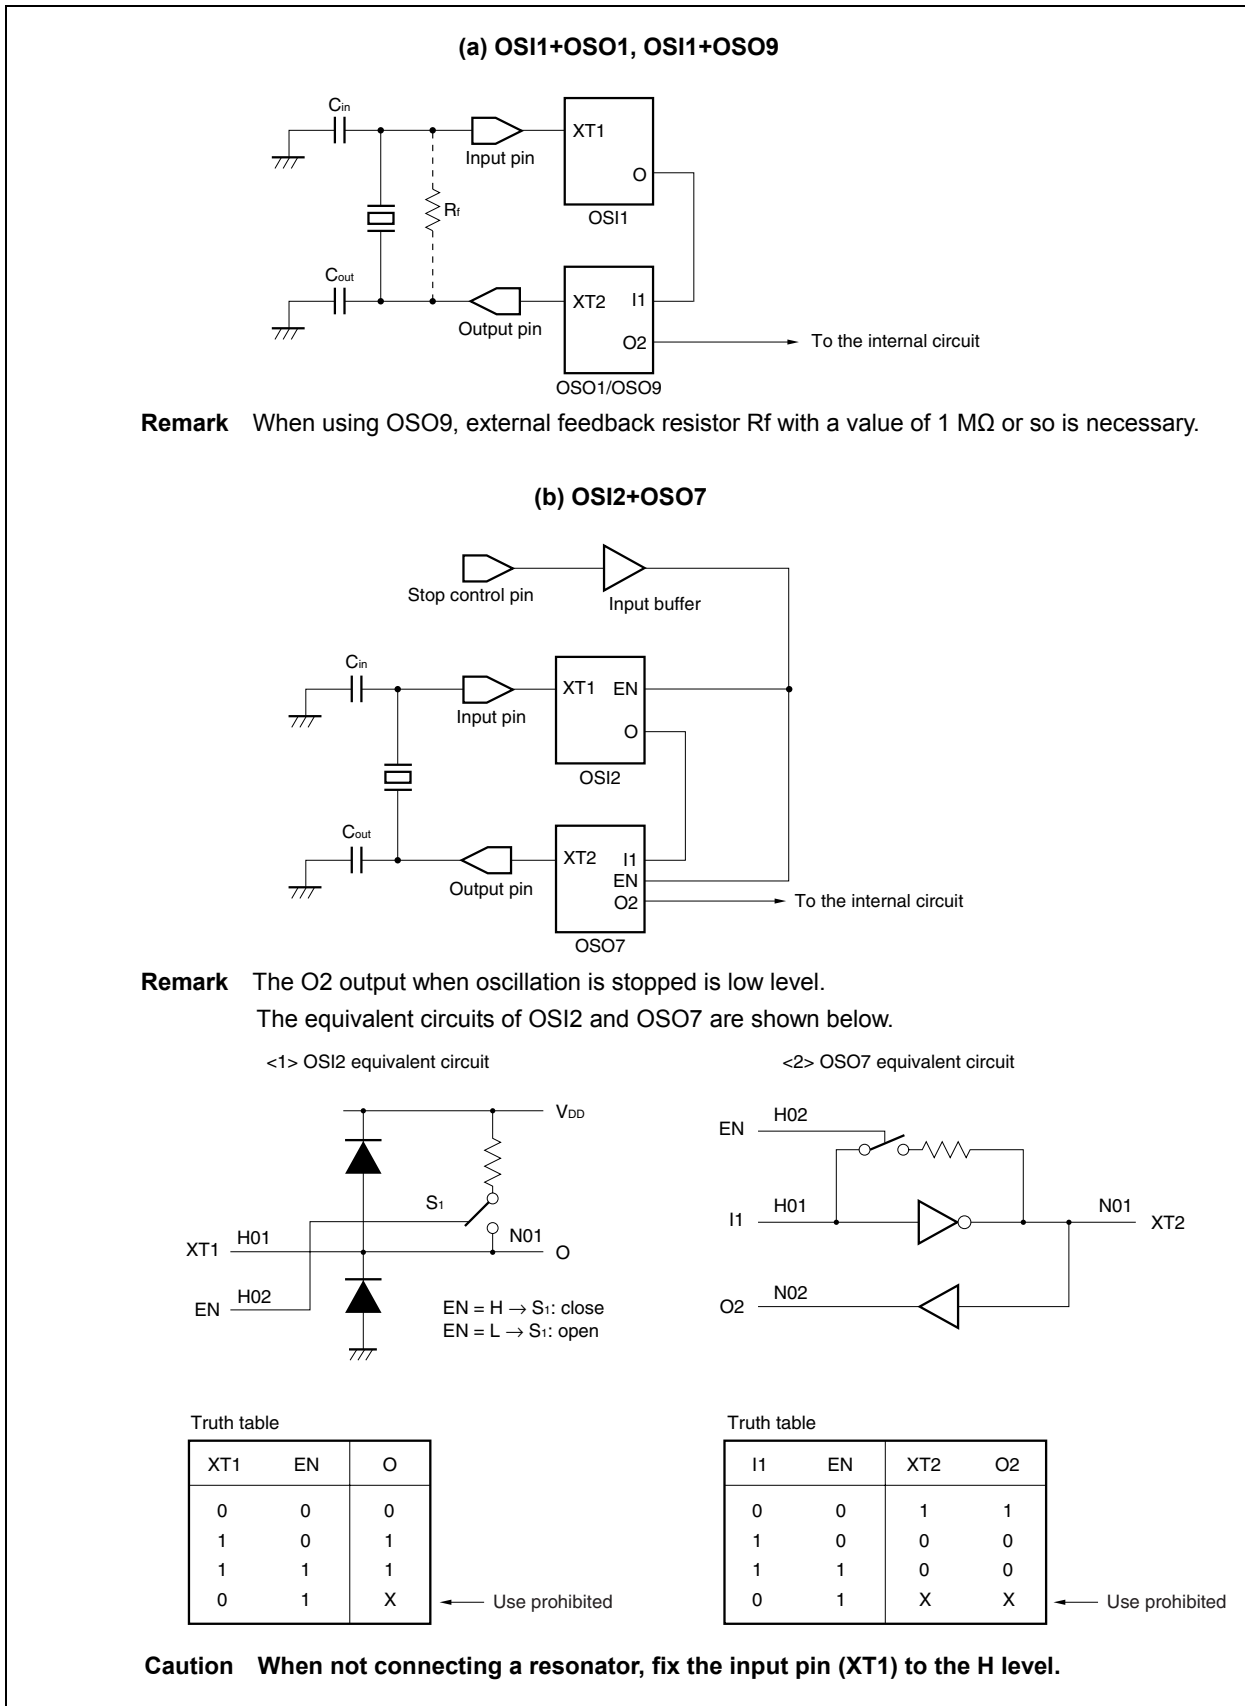 (a) OSI1+OSO1, OSI1+OSO9
Cin
XT1
Input pin
O
Rf
OSI1
Cout
XT2 I1
Output pin
O2
To the internal circuit
OSO1/OSO9
Remark When using OSO9, external feedback resistor Rf with a value of 1 MΩ or so is necessary.
(b) OSI2+OSO7
Stop control pin
Input buffer
Cin
XT1 EN
Input pin
O
OSI2
Cout
XT2 I1
EN
Output pin
O2
To the internal circuit
OSO7
Remark The O2 output when oscillation is stopped is low level.
The equivalent circuits of OSI2 and OSO7 are shown below.
<1> OSI2 equivalent circuit
VDD
S1
XT1 H01
N01 O
EN H02
EN = H → S1: close
EN = L → S1: open
<2> OSO7 equivalent circuit
EN H02
I1 H01
N01 XT2
O2 N02
Truth table
XT1 EN O
0 0 0
1 0 1
1 1 1
0 1 X
Use prohibited
Truth table
I1 EN XT2 O2
0 0 1 1
1 0 0 0
1 1 0 0
0 1 X X
Use prohibited
Caution When not connecting a resonator, fix the input pin (XT1) to the H level.